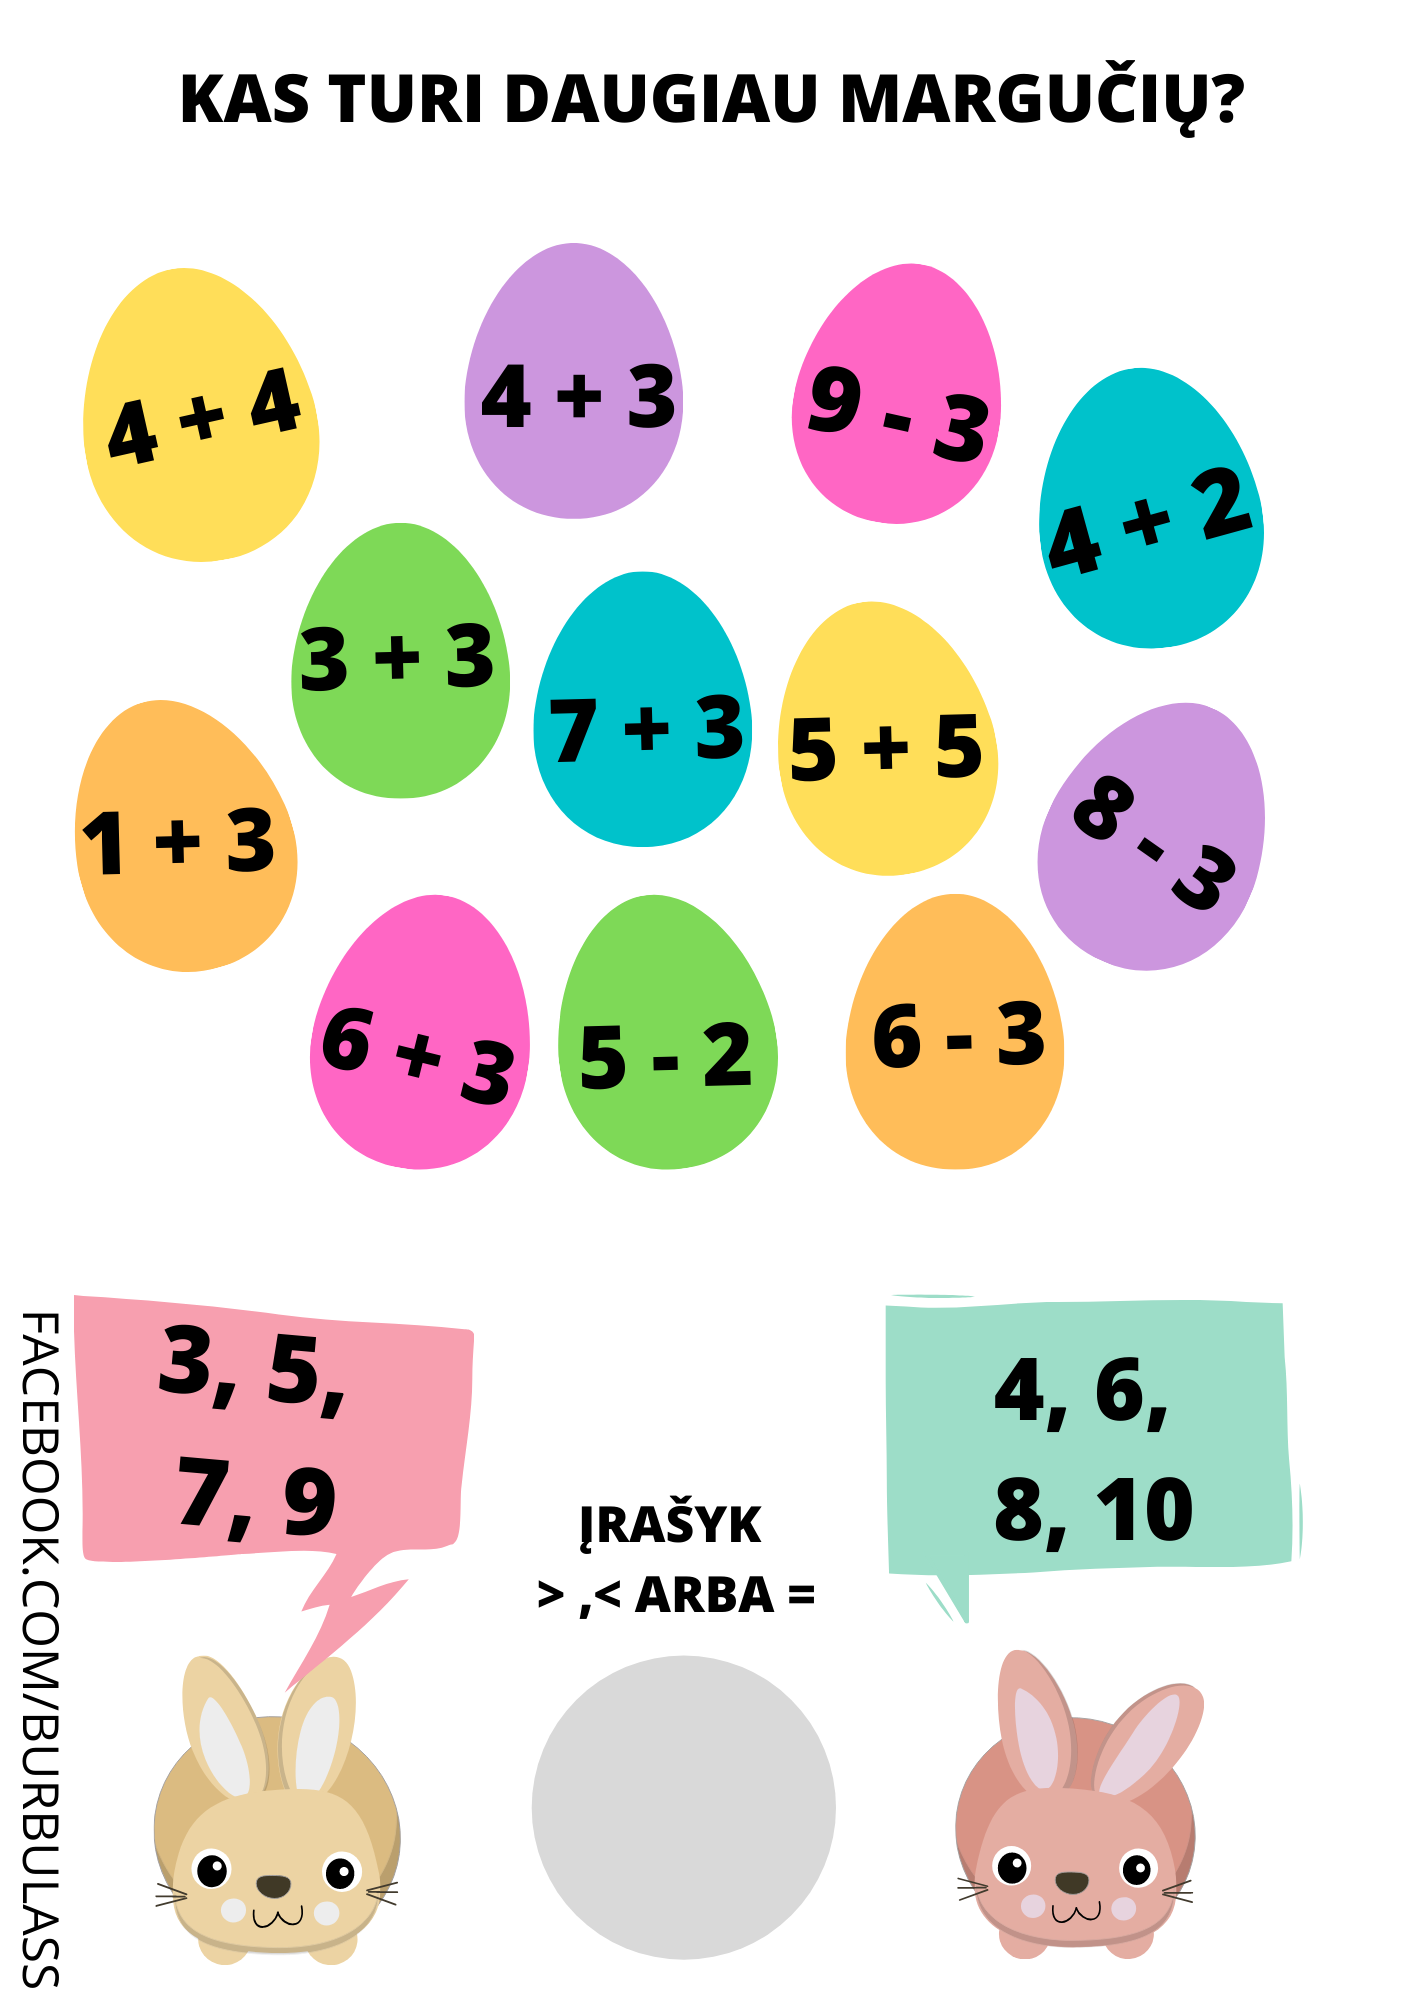 KAS TURI DAUGIAU MARGUČIŲ?
4 + 4
4 + 3
9 - 3
4 + 2
3 + 3
7 + 3
5 + 5
1 + 3
8 - 3
6 + 3
5 - 2
6 - 3
3, 5,
7, 9
4, 6,
8, 10
ĮRAŠYK
> ,< ARBA =
FACEBOOK.COM/BURBULASS